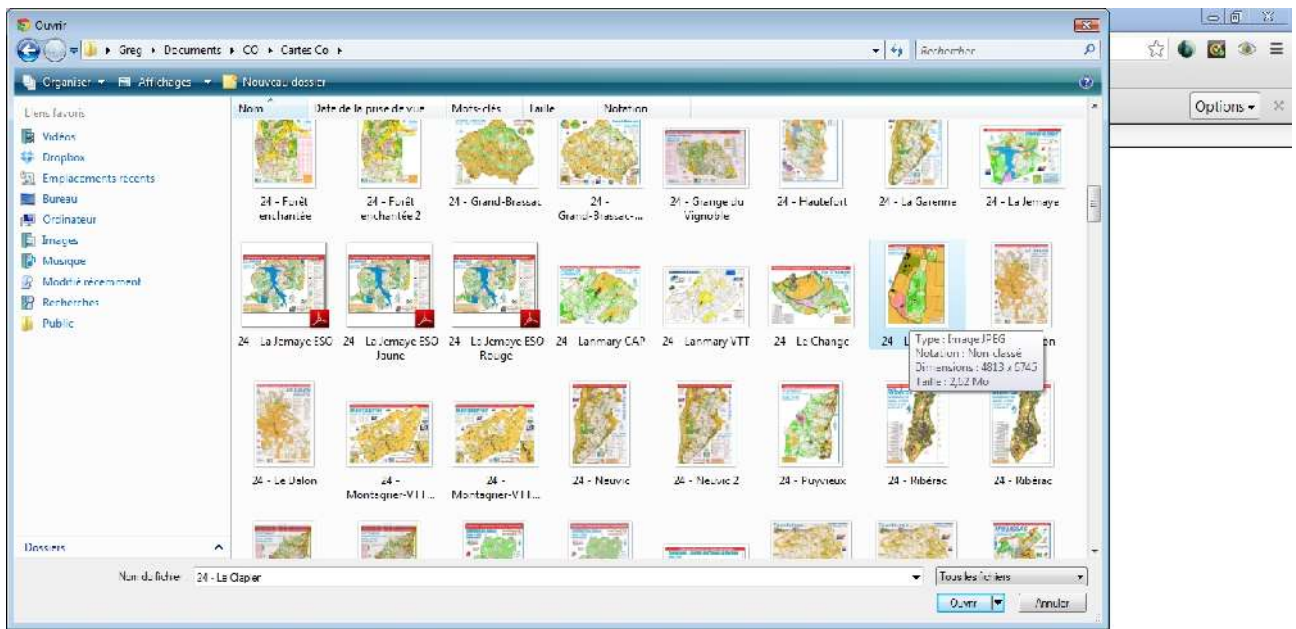 Ouvrir
Greg ▸ Documents ▸ CO ▸ Cartes Co ▸
Rechercher
Organiser
Affichages
Nouveau dossier
Options
Liens favoris
Nom
Date de la prise de vue
Mots-clés
Taille
Notation
Vidéos
Dropbox
Emplacements récents
Bureau
Ordinateur
Images
Musique
Modifié récemment
Recherches
Public
24 - Forêt enchantée
24 - Forêt enchantée 2
24 - Grand-Brassac
24 - Grand-Brassac-...
24 - Grange du Vignoble
24 - Hautefort
24 - La Garenne
24 - La Jemaye
24 - La Jemaye ESO
24 - La Jemaye ESO Jaune
24 - La Jemaye ESO Rouge
24 - Lanmary CAP
24 - Lanmary VTT
24 - Le Change
24 - L
Type : Image JPEG
Notation : Non classé
Dimensions : 4813 x 6745
Taille : 2,62 Mo
24 - Le Dalon
24 - Montagrier-VTT...
24 - Montagrier-VTT...
24 - Neuvic
24 - Neuvic 2
24 - Puyvieux
24 - Ribérac
24 - Ribérac
Dossiers
Nom du fichier
24 - Le Clapier
Tous les fichiers
Ouvrir
Annuler